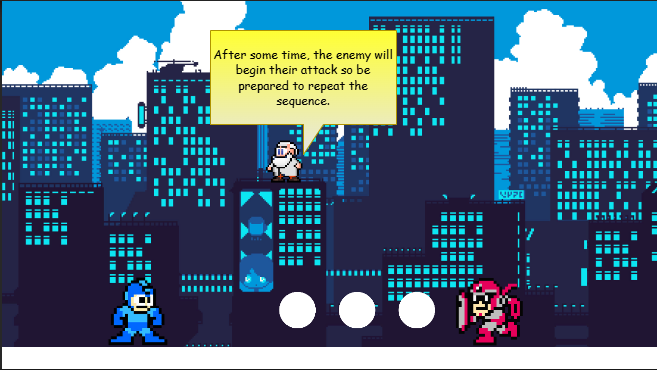 After some time, the enemy will
begin their attack so be
prepared to repeat the
sequence.